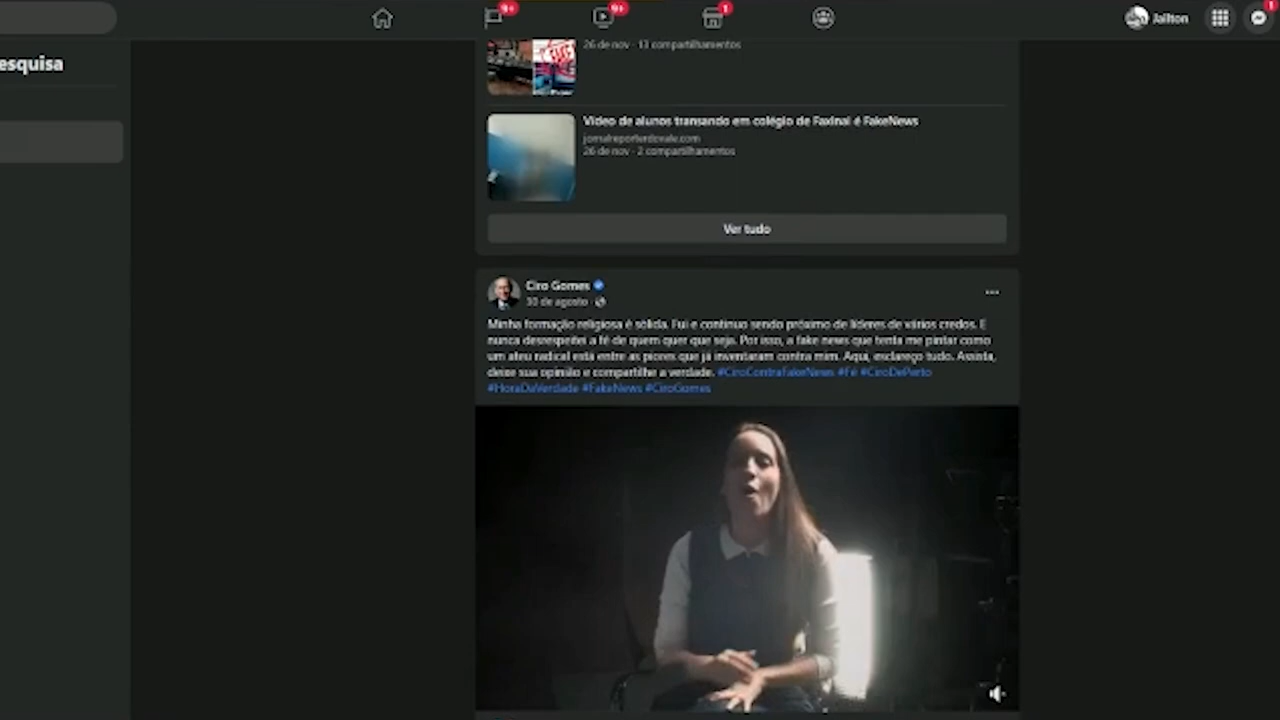 9+
9+
1
Jailton
1
esquisa
26 de nov · 13 compartilhamentos
Vídeo de alunos transando em colégio de Faxinal é FakeNews
jornalreporterdovale.com
26 de nov · 2 compartilhamentos
Ver tudo
Ciro Gomes
30 de agosto ·
Minha formação religiosa é sólida. Fui e continuo sendo próximo de líderes de vários credos. E
nunca desrespeitei a fé de quem quer que seja. Por isso, a fake news que tenta me pintar como
um ateu radical está entre as piores que já inventaram contra mim. Aqui, esclareço tudo. Assista,
deixe sua opinião e compartilhe a verdade. #CiroContraFakeNews #Fé #CiroDePerto
#HoraDaVerdade #FakeNews #CiroGomes